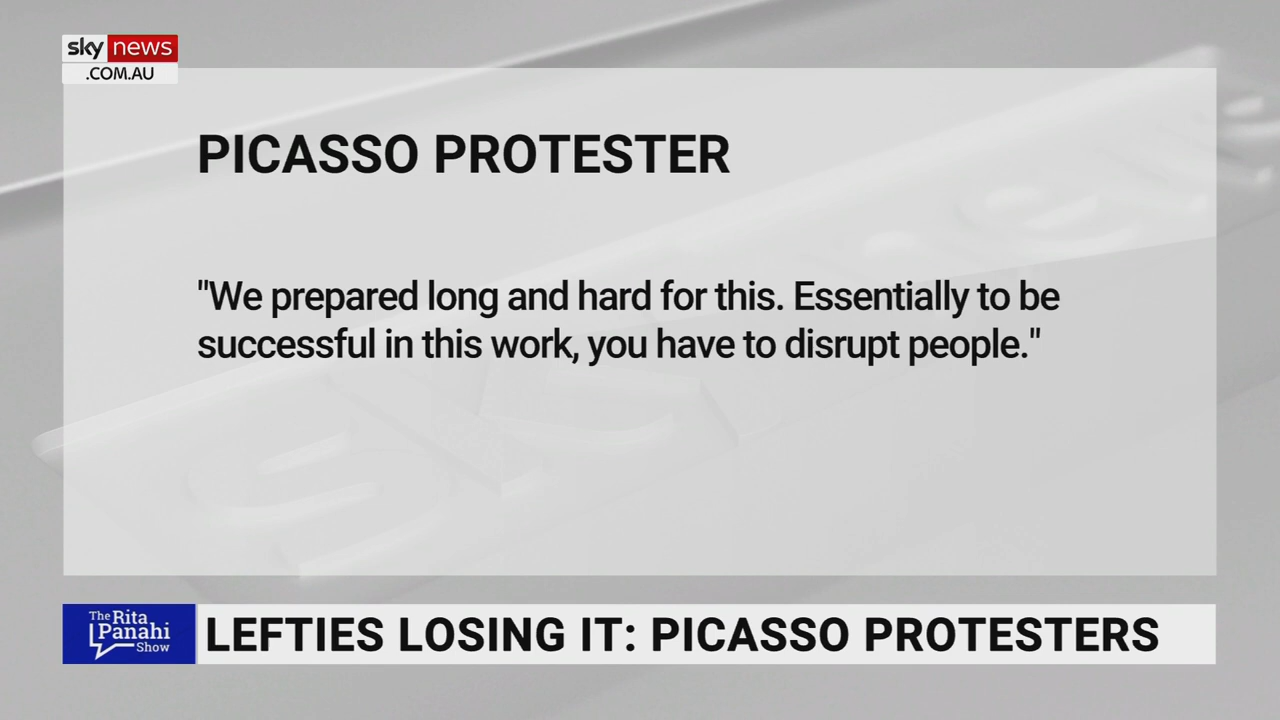 sky news
.COM.AU
PICASSO PROTESTER
"We prepared long and hard for this. Essentially to be
successful in this work, you have to disrupt people."
The Rita
Panahi
Show
LEFTIES LOSING IT: PICASSO PROTESTERS